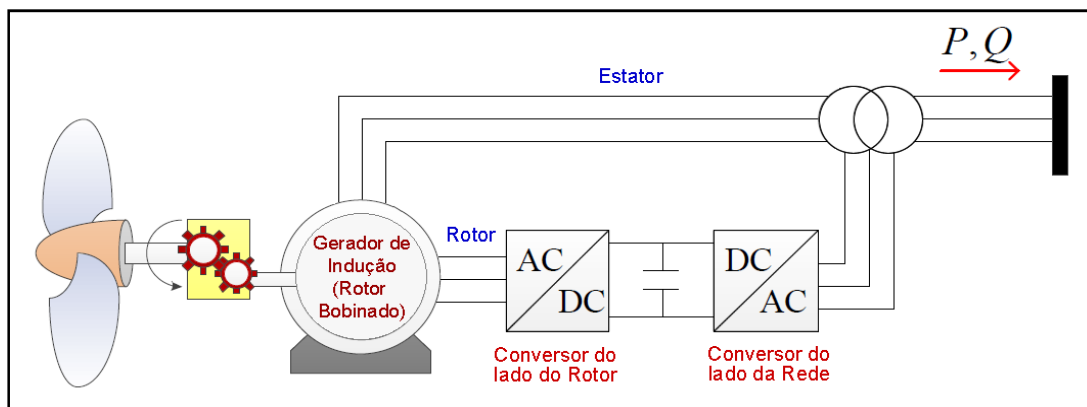 P, Q
Estator
Rotor
Gerador de
Indução
(Rotor
Bobinado)
AC
DC
DC
AC
Conversor do
lado do Rotor
Conversor do
lado da Rede